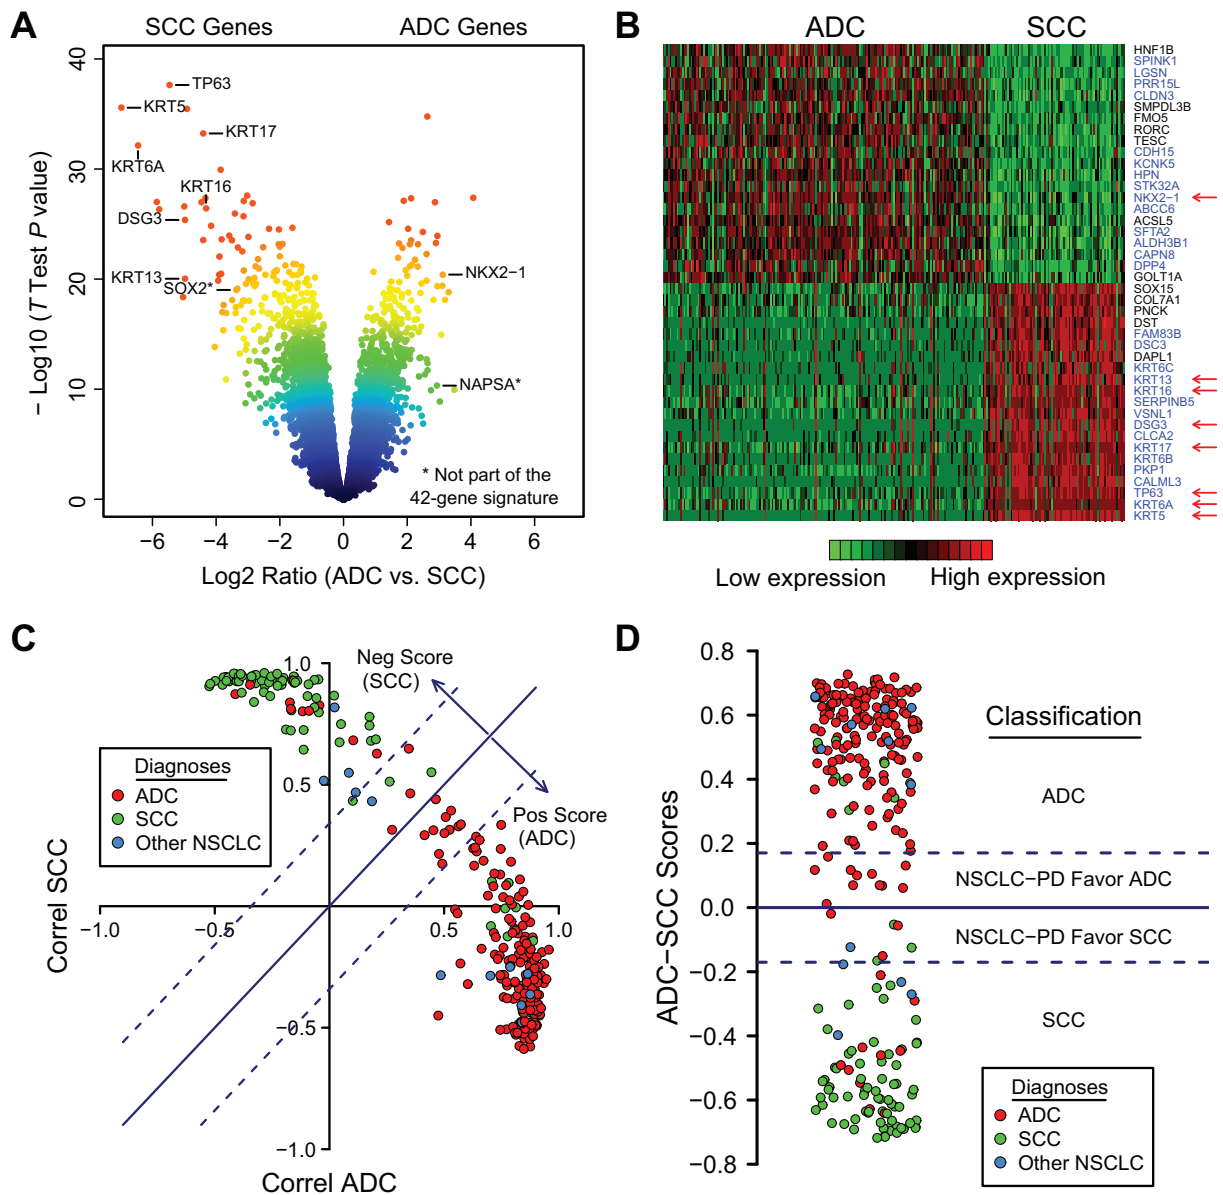 A
SCC Genes
ADC Genes
40
30
20
10
0
− Log10 (T Test P value)
TP63
KRT5
KRT17
KRT6A
KRT16
DSG3
KRT13
SOX2*
NKX2−1
NAPSA*
* Not part of the
42-gene signature
−6
−4
−2
0
2
4
6
Log2 Ratio (ADC vs. SCC)
B
ADC
SCC
HNF1B
SPINK1
LGSN
PRR15L
CLDN3
SMPDL3B
FMO5
RORC
TESC
CDH15
KCNK5
HPN
STK32A
NKX2−1
ABCC6
ACSL5
SFTA2
ALDH3B1
CAPN8
DPP4
GOLT1A
SOX15
COL7A1
PNCK
DST
FAM83B
DSC3
DAPL1
KRT6C
KRT13
KRT16
SERPINB5
VSNL1
DSG3
CLCA2
KRT17
KRT6B
PKP1
CALML3
TP63
KRT6A
KRT5
Low expression
High expression
C
1.0
Neg Score
(SCC)
Diagnoses
ADC
SCC
Other NSCLC
0.5
Pos Score
(ADC)
−1.0
−0.5
0.5
1.0
−0.5
−1.0
Correl SCC
Correl ADC
D
0.8
0.6
0.4
0.2
0.0
−0.2
−0.4
−0.6
−0.8
ADC−SCC Scores
Classification
ADC
NSCLC−PD Favor ADC
NSCLC−PD Favor SCC
SCC
Diagnoses
ADC
SCC
Other NSCLC